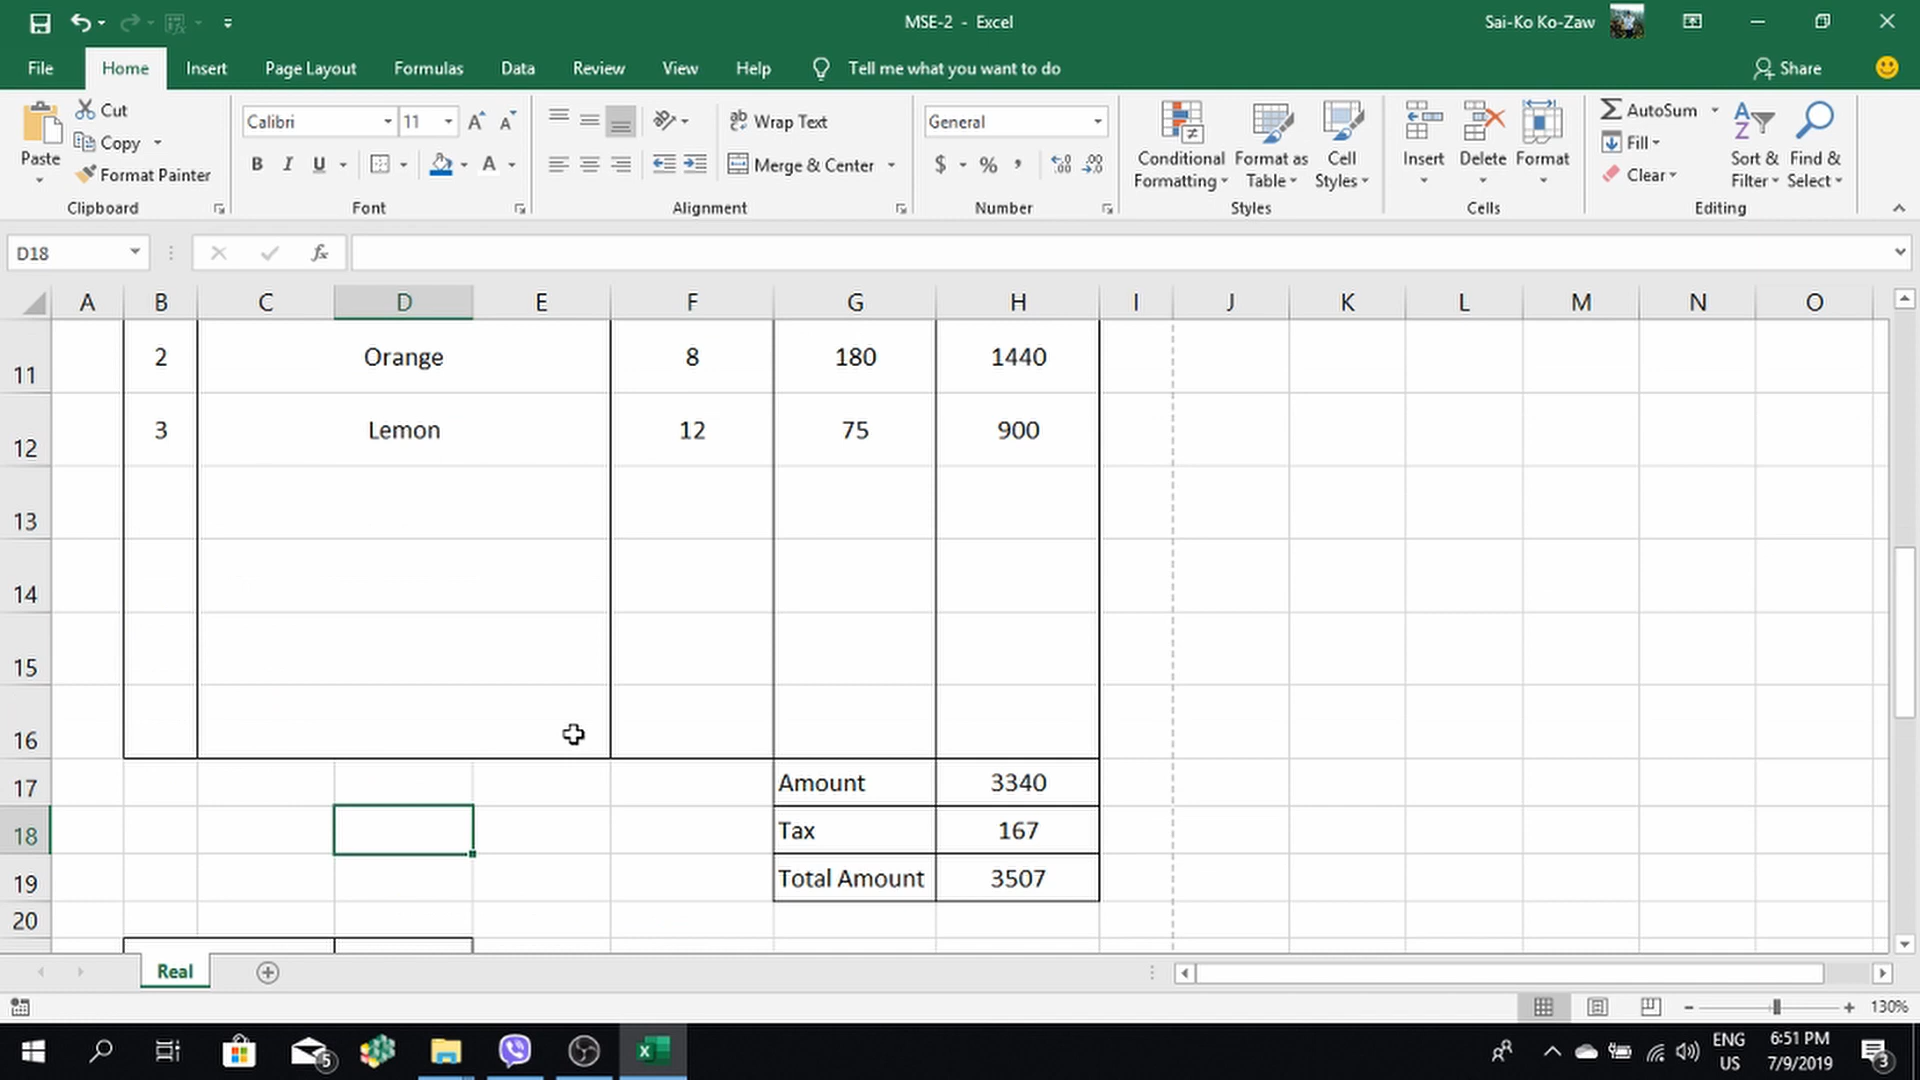 MSE-2 - Excel
Sai-Ko Ko-Zaw
File Home Insert Page Layout Formulas Data Review View Help Tell me what you want to do Share
Paste
Cut
Copy
Format Painter
Clipboard
Calibri 11
B I U A
Font
Wrap Text
Merge & Center
Alignment
General
$ % ,
Number
Conditional Formatting
Format as Table
Cell Styles
Styles
Insert Delete Format
Cells
AutoSum
Fill
Clear
Sort & Filter
Find & Select
Editing
D18 fx
A B C D E F G H I J K L M N O
11 2 Orange 8 180 1440
12 3 Lemon 12 75 900
13
14
15
16
17 Amount 3340
18 Tax 167
19 Total Amount 3507
20
Real
130%
5
ENG
US
6:51 PM
7/9/2019
3